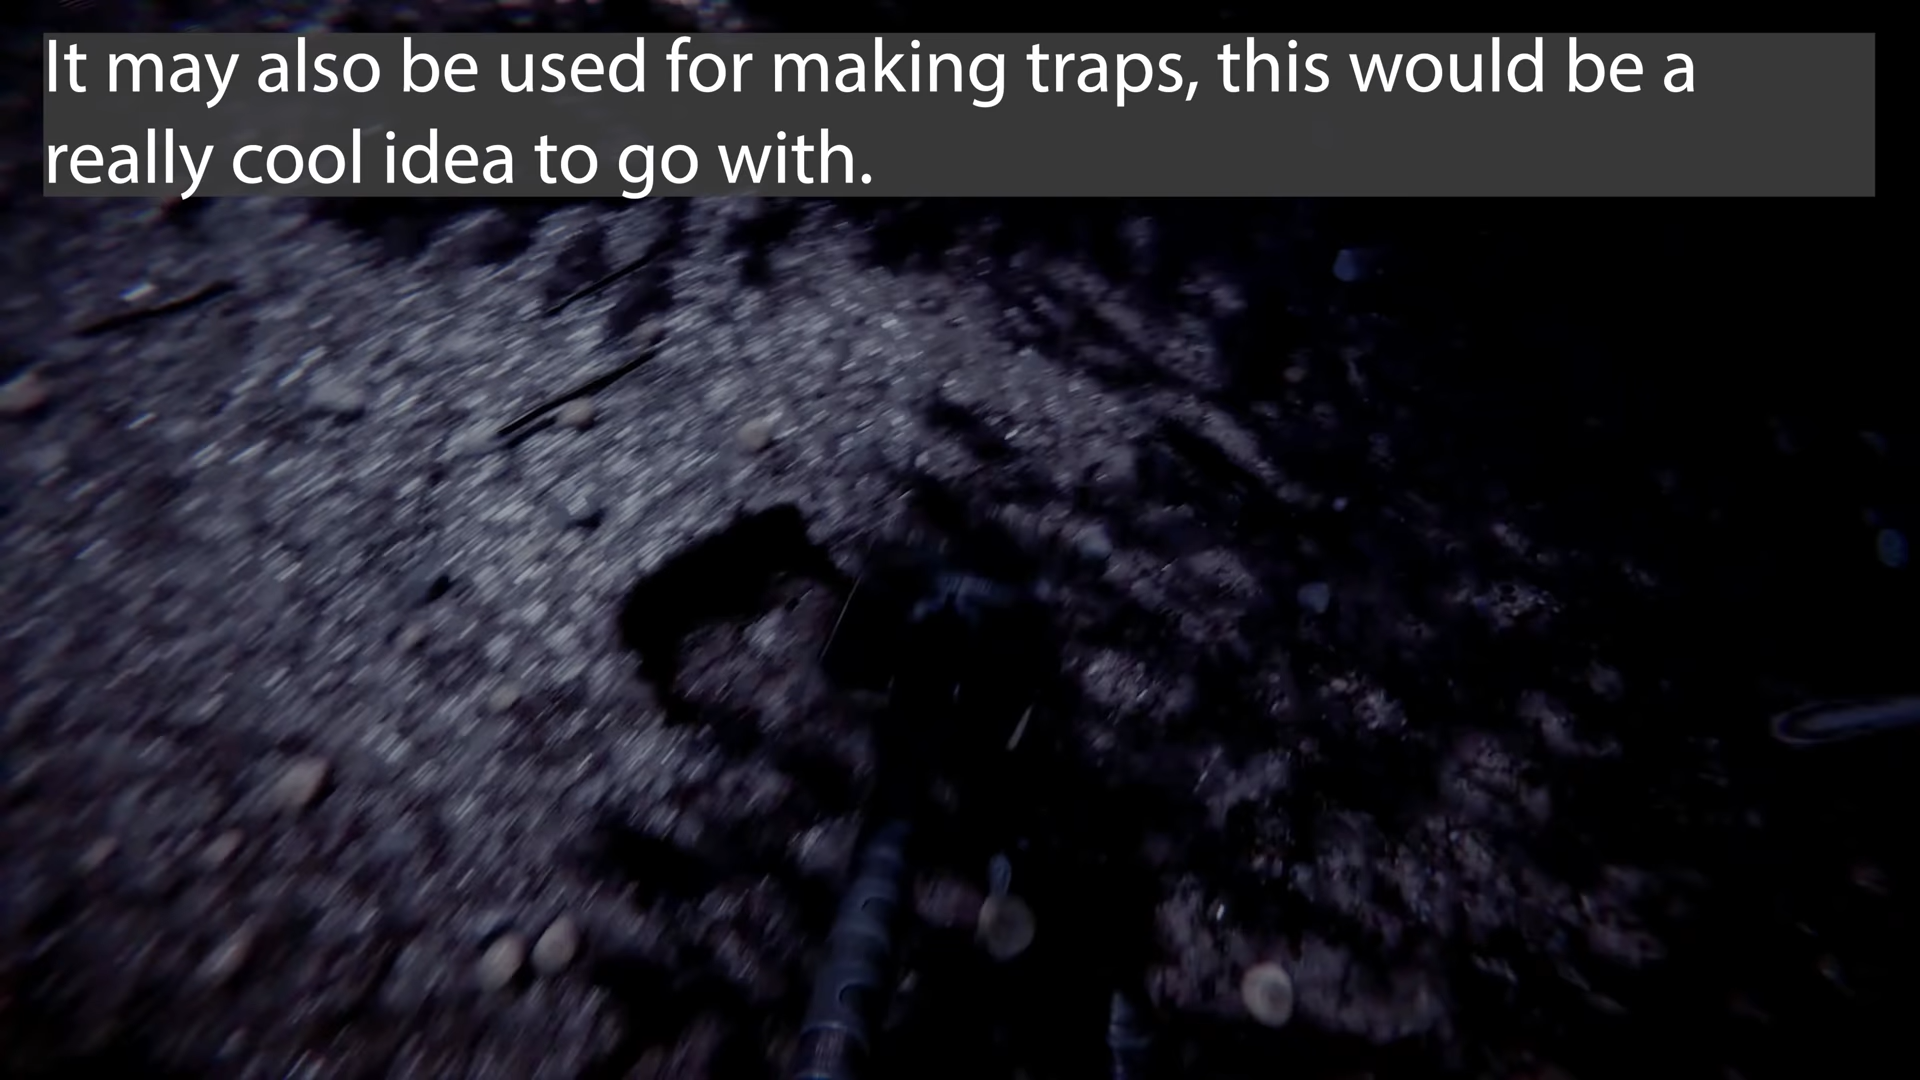 It may also be used for making traps, this would be a
really cool idea to go with.